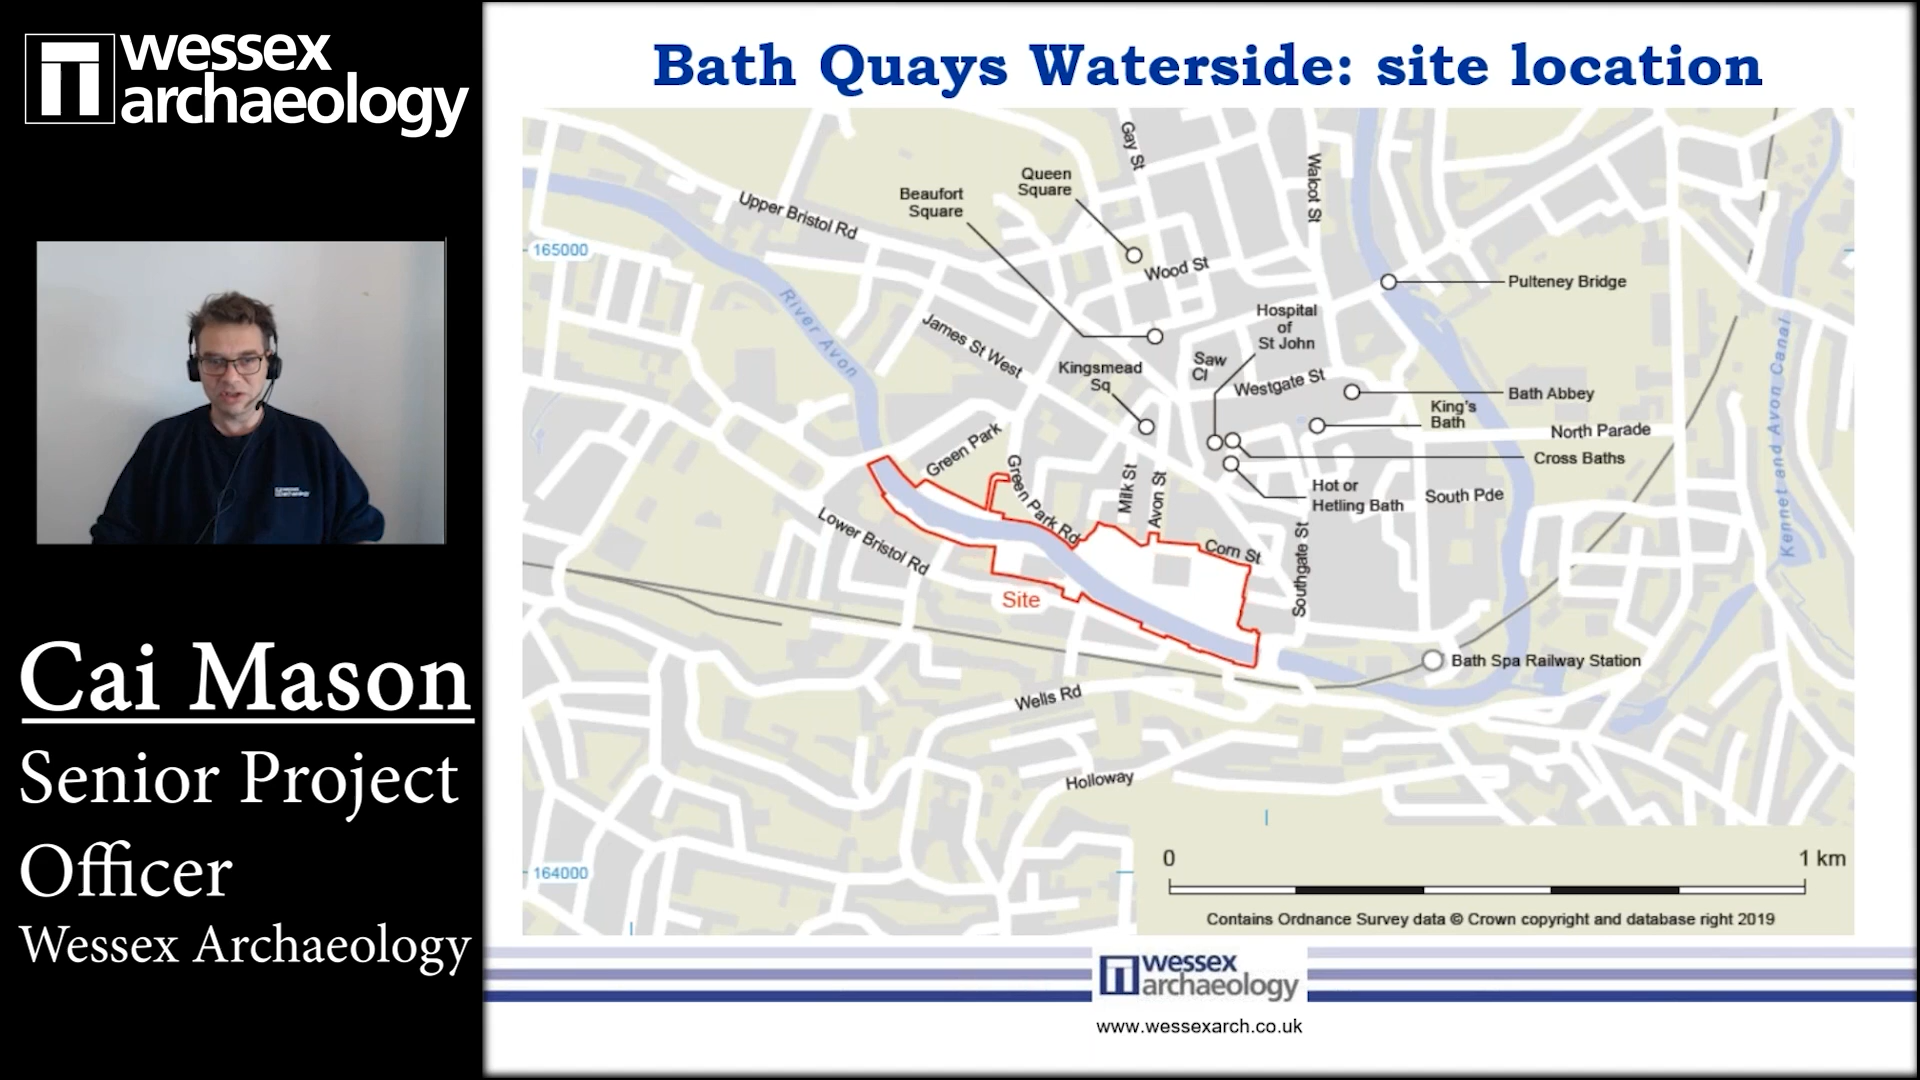 wessex
archaeology
Cai Mason
Senior Project
Officer
Wessex Archaeology
Bath Quays Waterside: site location
Gay St
Walcot St
Queen
Square
Beaufort
Square
Upper Bristol Rd
165000
Wood St
River Avon
Pulteney Bridge
Hospital
of
St John
James St West
Kingsmead
Sq
Saw
Cl
Westgate St
Bath Abbey
King's
Bath
North Parade
Cross Baths
Kennet and Avon Canal
Green Park
Green Park Rd
Milk St
Avon St
Hot or
Hetling Bath
South Pde
Lower Bristol Rd
Corn St
Southgate St
Site
Bath Spa Railway Station
Wells Rd
Holloway
164000
0
1 km
Contains Ordnance Survey data © Crown copyright and database right 2019
wessex
archaeology
www.wessexarch.co.uk